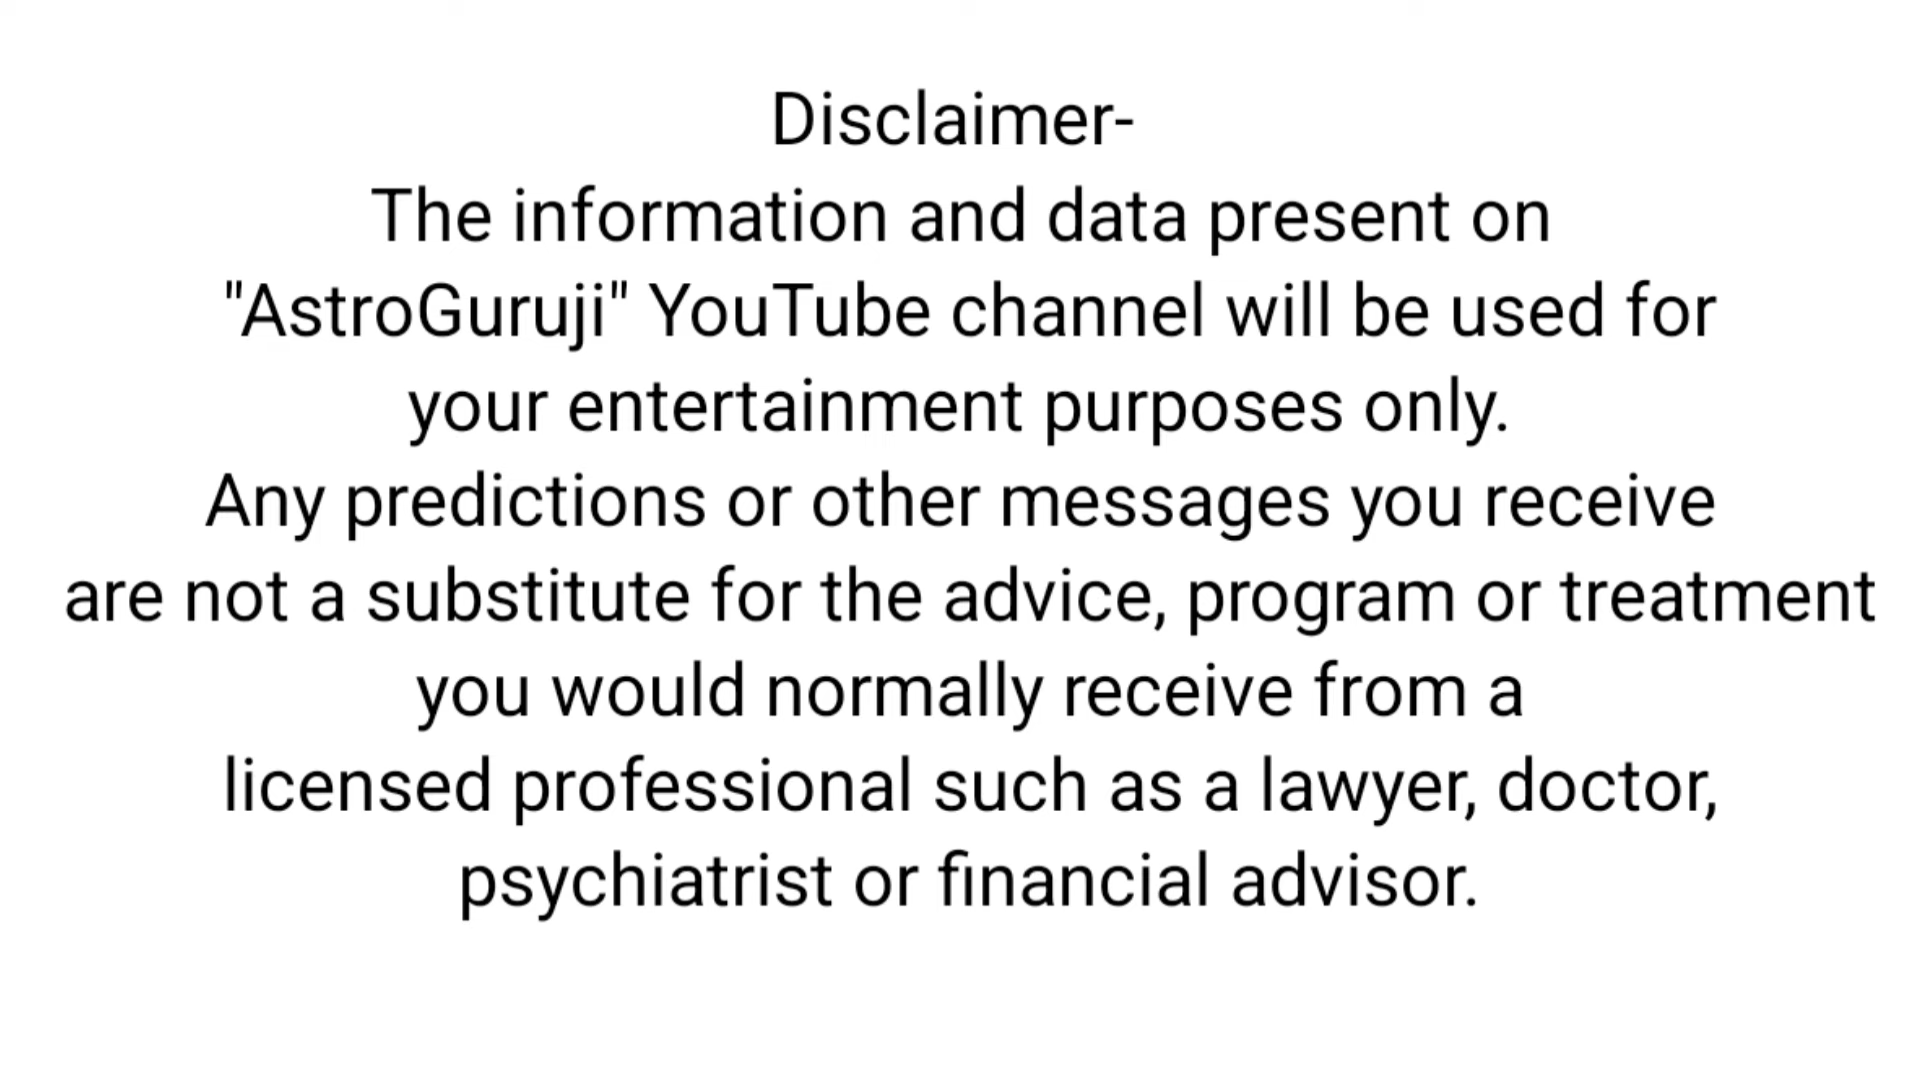 Disclaimer-
The information and data present on
"AstroGuruji" YouTube channel will be used for
your entertainment purposes only.
Any predictions or other messages you receive
are not a substitute for the advice, program or treatment
you would normally receive from a
licensed professional such as a lawyer, doctor,
psychiatrist or financial advisor.